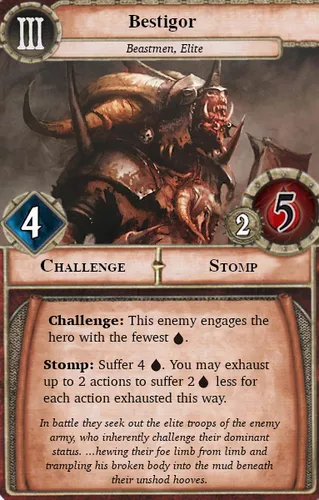 III
Bestigor
Beastmen, Elite
4
2
5
CHALLENGE
STOMP
Challenge: This enemy engages the
hero with the fewest .
Stomp: Suffer 4 . You may exhaust
up to 2 actions to suffer 2 less for
each action exhausted this way.
In battle they seek out the elite troops of the enemy
army, who inherently challenge their dominant
status. ...hewing their foe limb from limb and
trampling his broken body into the mud beneath
their unshod hooves.